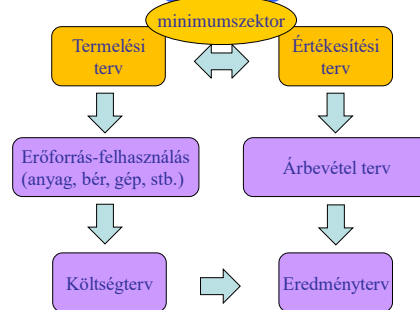 minimumszektor
Termelési
terv
Értékesítési
terv
Erőforrás-felhasználás
(anyag, bér, gép, stb.)
Árbevétel terv
Költségterv
Eredményterv